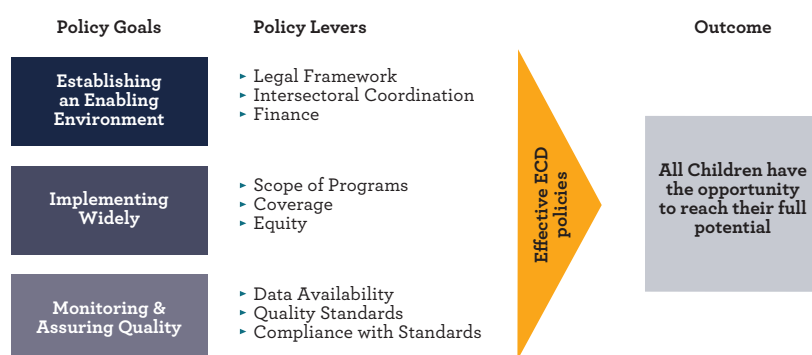 Policy Goals
Policy Levers
Outcome
Establishing
an Enabling
Environment
► Legal Framework
► Intersectoral Coordination
► Finance
Implementing
Widely
► Scope of Programs
► Coverage
► Equity
Monitoring &
Assuring Quality
► Data Availability
► Quality Standards
► Compliance with Standards
Effective ECD
policies
All Children have
the opportunity
to reach their full
potential